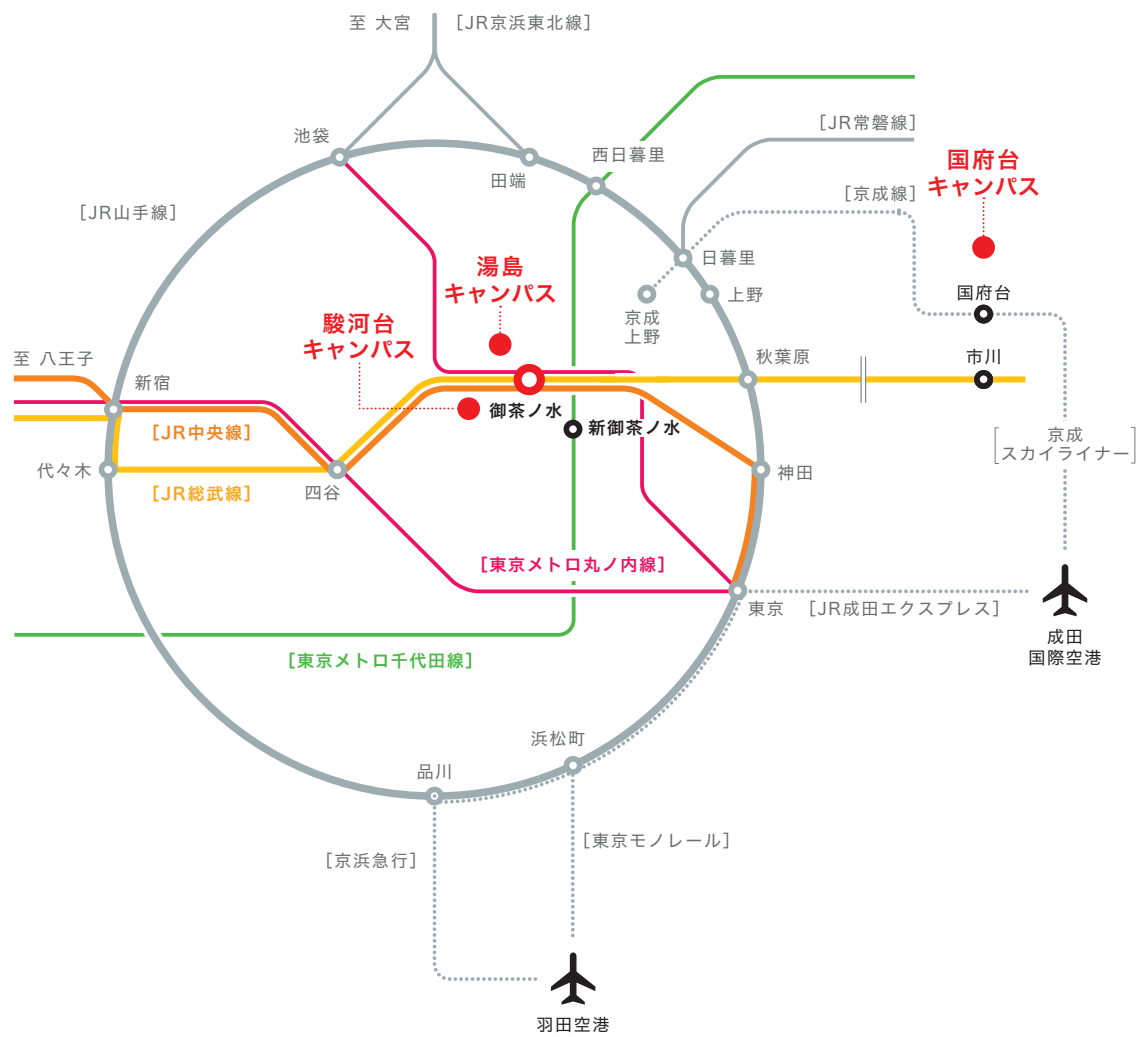 至 大宮
［JR京浜東北線］
池袋
田端
西日暮里
［JR常磐線］
国府台
キャンパス
［京成線］
［JR山手線］
日暮里
上野
京成
上野
国府台
湯島
キャンパス
駿河台
キャンパス
至 八王子
新宿
秋葉原
市川
御茶ノ水
新御茶ノ水
［JR中央線］
代々木
四谷
［JR総武線］
神田
京成
スカイライナー
［東京メトロ丸ノ内線］
東京
［JR成田エクスプレス］
成田
国際空港
［東京メトロ千代田線］
浜松町
品川
［東京モノレール］
［京浜急行］
羽田空港